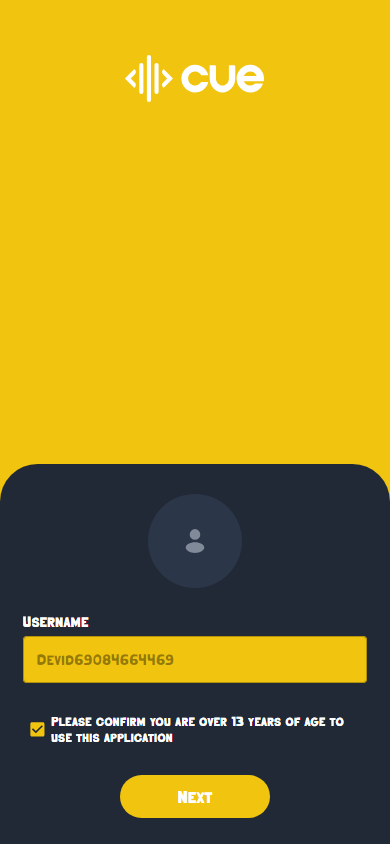 cue
Username
Devid69084664469
Please confirm you are over 13 years of age to
use this application
Next